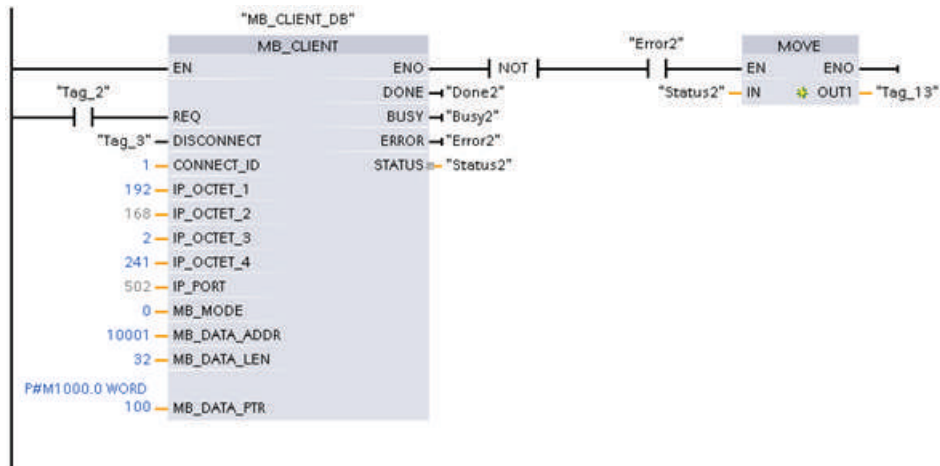 "MB_CLIENT_DB"
MB_CLIENT "Error2" MOVE
EN ENO NOT EN ENO
"Tag_2" DONE "Done2" "Status2" IN OUT1 "Tag_13"
REQ BUSY "Busy2"
"Tag_3" DISCONNECT ERROR "Error2"
1 CONNECT_ID STATUS "Status2"
192 IP_OCTET_1
168 IP_OCTET_2
2 IP_OCTET_3
241 IP_OCTET_4
502 IP_PORT
0 MB_MODE
10001 MB_DATA_ADDR
32 MB_DATA_LEN
P#M1000.0 WORD
100 MB_DATA_PTR